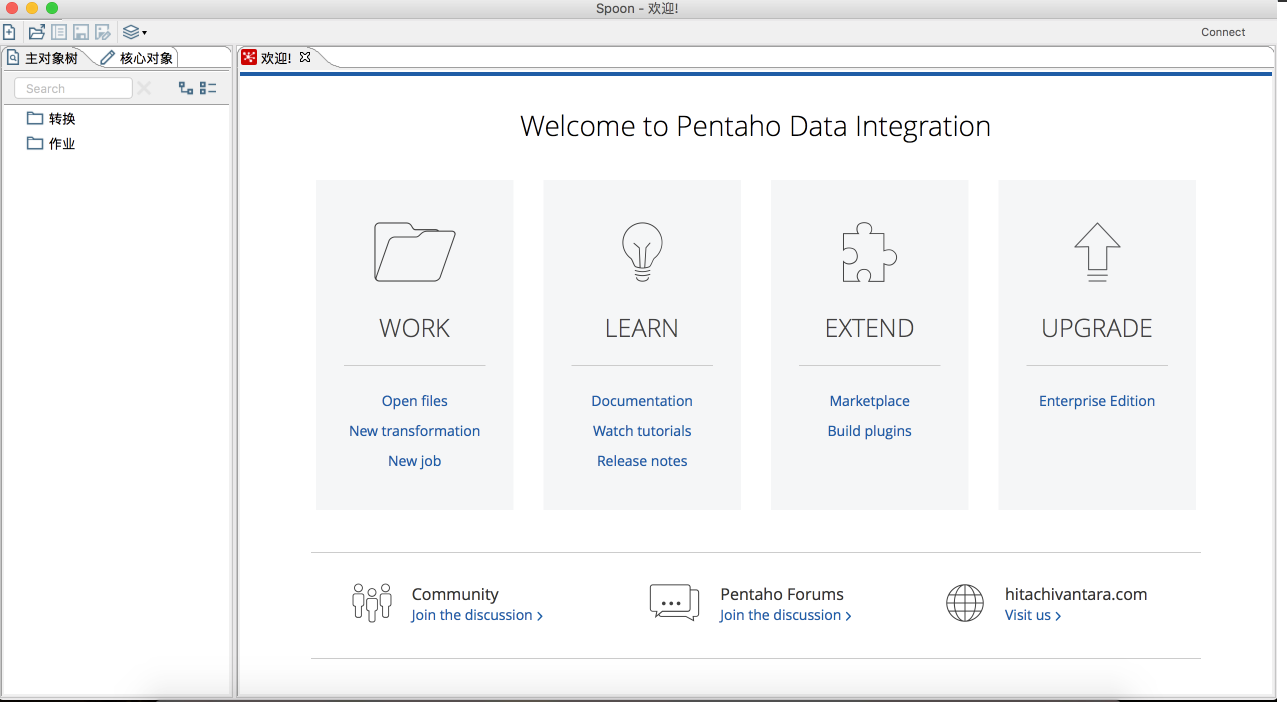 Spoon - 欢迎!
Connect
主对象树 核心对象
欢迎!
Search
转换
作业
Welcome to Pentaho Data Integration
WORK
Open files
New transformation
New job
LEARN
Documentation
Watch tutorials
Release notes
EXTEND
Marketplace
Build plugins
UPGRADE
Enterprise Edition
Community
Join the discussion >
Pentaho Forums
Join the discussion >
hitachivantara.com
Visit us >